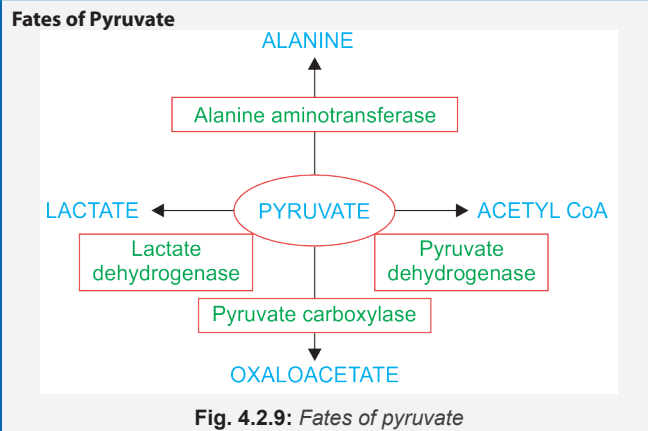 Fates of Pyruvate
ALANINE
Alanine aminotransferase
LACTATE
PYRUVATE
ACETYL CoA
Lactate
dehydrogenase
Pyruvate
dehydrogenase
Pyruvate carboxylase
OXALOACETATE
Fig. 4.2.9: Fates of pyruvate